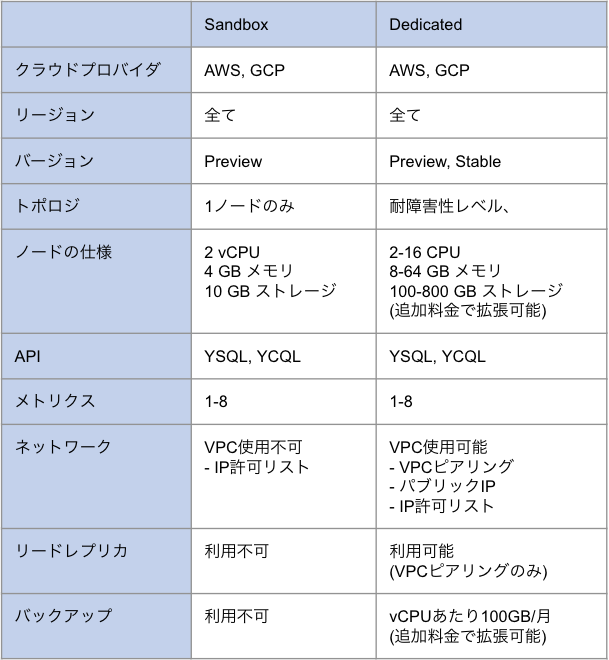 Sandbox Dedicated
クラウドプロバイダ AWS, GCP AWS, GCP
リージョン 全て 全て
バージョン Preview Preview, Stable
トポロジ 1ノードのみ 耐障害性レベル、
ノードの仕様 2 vCPU 2-16 CPU
4 GB メモリ 8-64 GB メモリ
10 GB ストレージ 100-800 GB ストレージ
(追加料金で拡張可能)
API YSQL, YCQL YSQL, YCQL
メトリクス 1-8 1-8
ネットワーク VPC使用不可 VPC使用可能
- IP許可リスト - VPCピアリング
- パブリックIP
- IP許可リスト
リードレプリカ 利用不可 利用可能
(VPCピアリングのみ)
バックアップ 利用不可 vCPUあたり100GB/月
(追加料金で拡張可能)